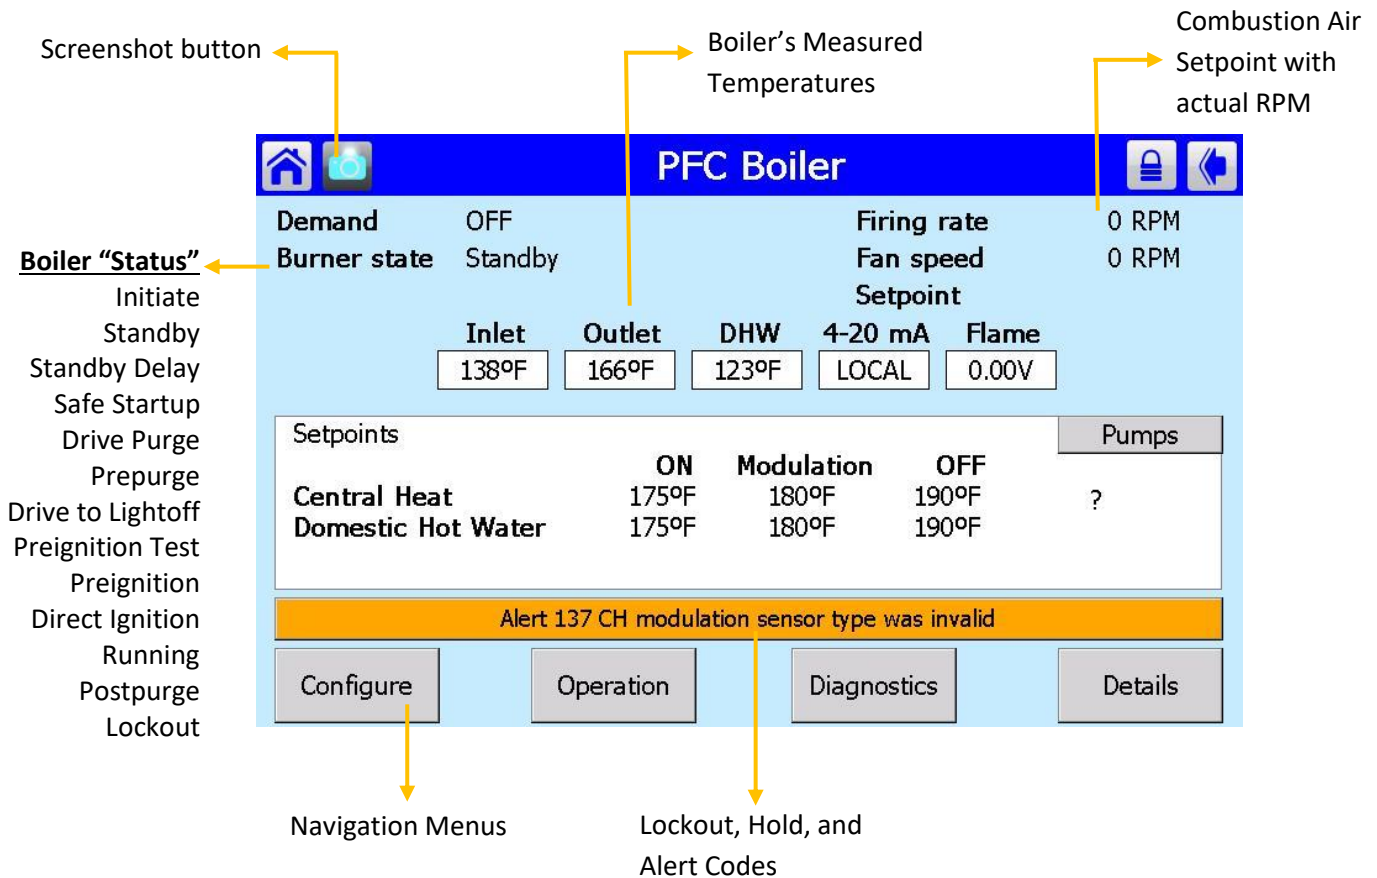 Screenshot button
Boiler’s Measured
Temperatures
Combustion Air
Setpoint with
actual RPM
PFC Boiler
Demand OFF Firing rate 0 RPM
Burner state Standby Fan speed 0 RPM
Setpoint
Inlet Outlet DHW 4-20 mA Flame
138ºF 166ºF 123ºF LOCAL 0.00V
Setpoints Pumps
ON Modulation OFF
Central Heat 175ºF 180ºF 190ºF ?
Domestic Hot Water 175ºF 180ºF 190ºF
Alert 137 CH modulation sensor type was invalid
Configure Operation Diagnostics Details
Boiler “Status”
Initiate
Standby
Standby Delay
Safe Startup
Drive Purge
Prepurge
Drive to Lightoff
Preignition Test
Preignition
Direct Ignition
Running
Postpurge
Lockout
Navigation Menus
Lockout, Hold, and
Alert Codes